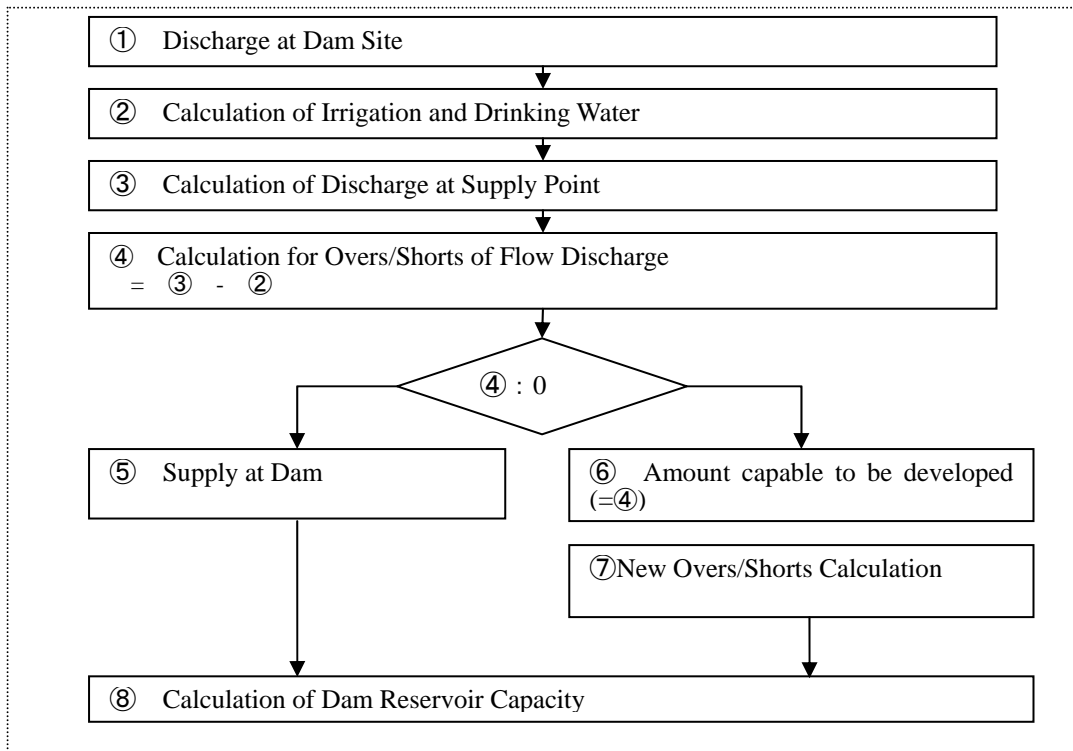 ① Discharge at Dam Site
② Calculation of Irrigation and Drinking Water
③ Calculation of Discharge at Supply Point
④ Calculation for Overs/Shorts of Flow Discharge
= ③ - ②
④ : 0
⑤ Supply at Dam
⑥ Amount capable to be developed
(=④)
⑦New Overs/Shorts Calculation
⑧ Calculation of Dam Reservoir Capacity